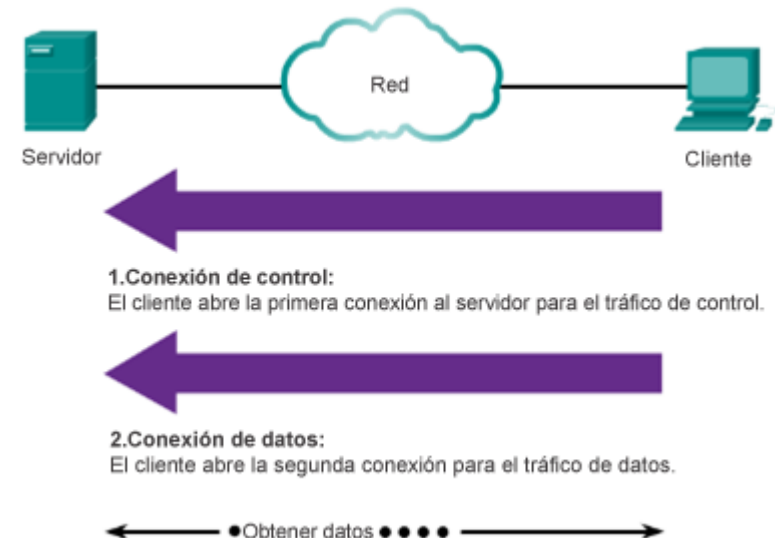 Red
Servidor
Cliente
1.Conexión de control:
El cliente abre la primera conexión al servidor para el tráfico de control.
2.Conexión de datos:
El cliente abre la segunda conexión para el tráfico de datos.
Obtener datos